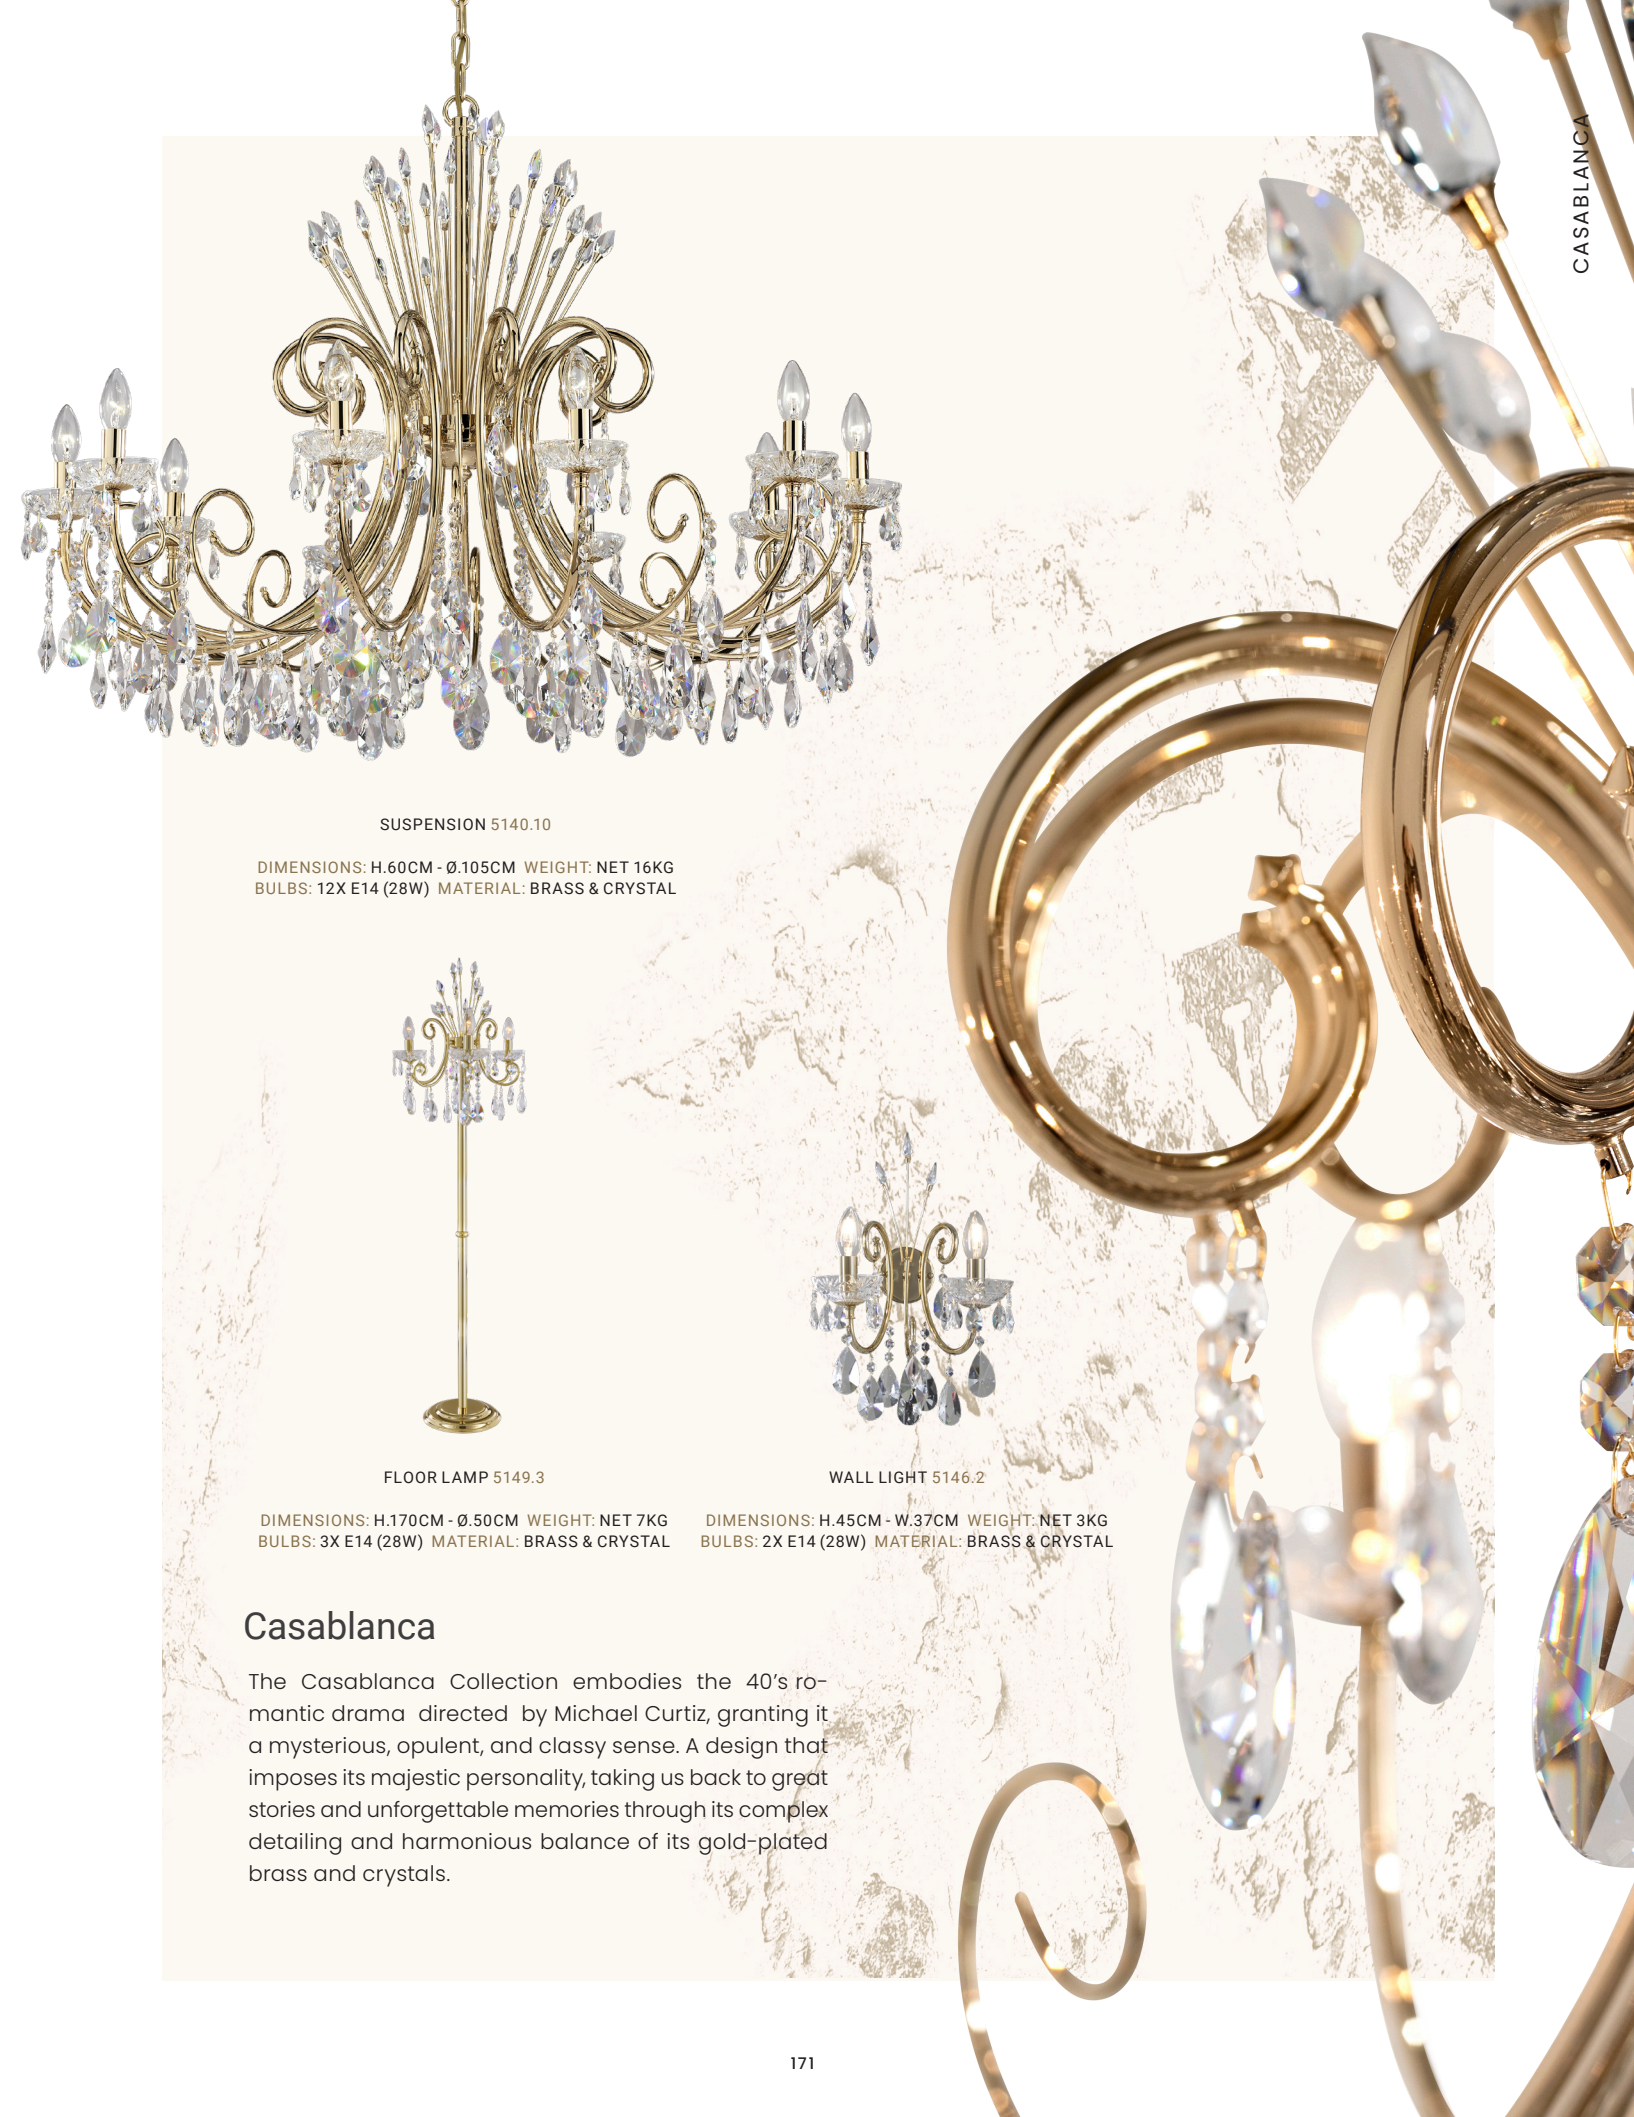 CASABLANCA
SUSPENSION 5140.10
DIMENSIONS: H.60CM - Ø.105CM WEIGHT: NET 16KG
BULBS: 12X E14 (28W) MATERIAL: BRASS & CRYSTAL
FLOOR LAMP 5149.3
DIMENSIONS: H.170CM - Ø.50CM WEIGHT: NET 7KG
BULBS: 3X E14 (28W) MATERIAL: BRASS & CRYSTAL
WALL LIGHT 5146.2
DIMENSIONS: H.45CM - W.37CM WEIGHT: NET 3KG
BULBS: 2X E14 (28W) MATERIAL: BRASS & CRYSTAL
Casablanca
The Casablanca Collection embodies the 40's ro-
mantic drama directed by Michael Curtiz, granting it
a mysterious, opulent, and classy sense. A design that
imposes its majestic personality, taking us back to great
stories and unforgettable memories through its complex
detailing and harmonious balance of its gold-plated
brass and crystals.
171